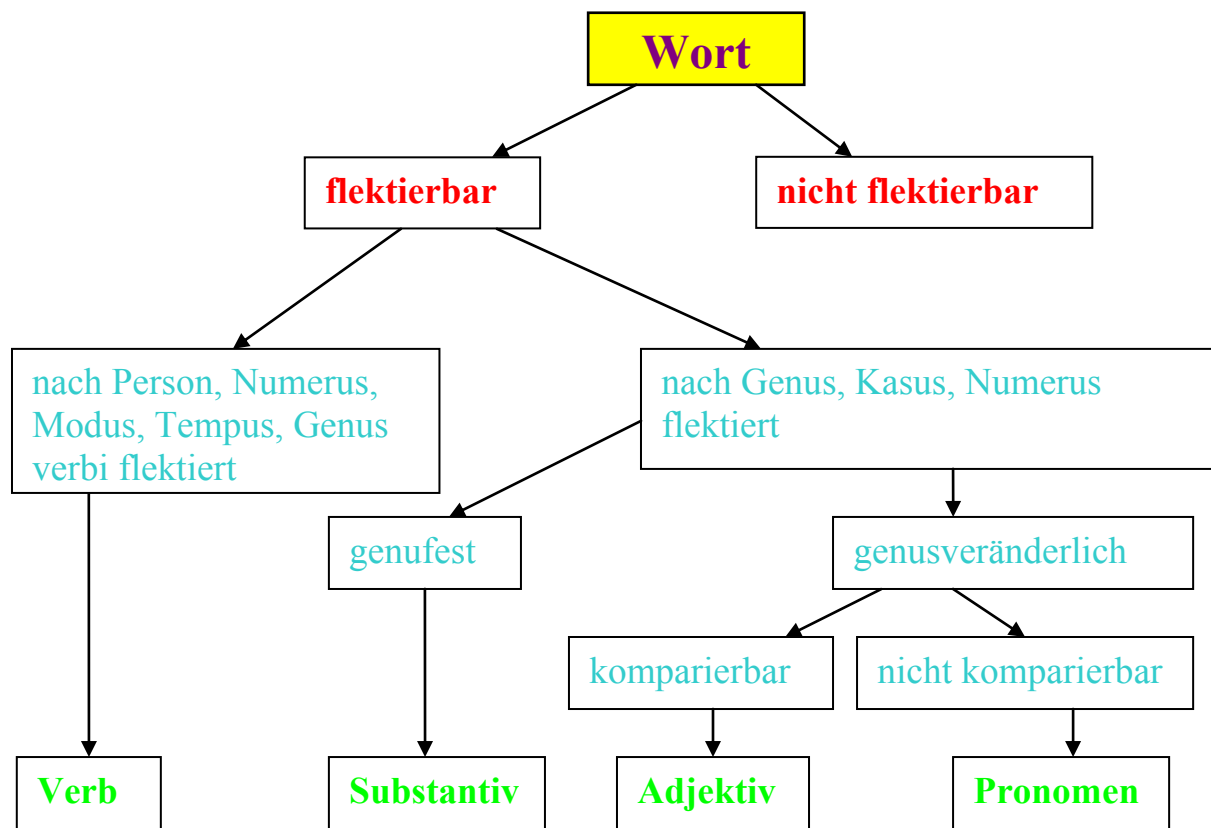 Wort
flektierbar
nicht flektierbar
nach Person, Numerus,
Modus, Tempus, Genus
verbi flektiert
nach Genus, Kasus, Numerus
flektiert
genufest
genusveränderlich
komparierbar
nicht komparierbar
Verb
Substantiv
Adjektiv
Pronomen